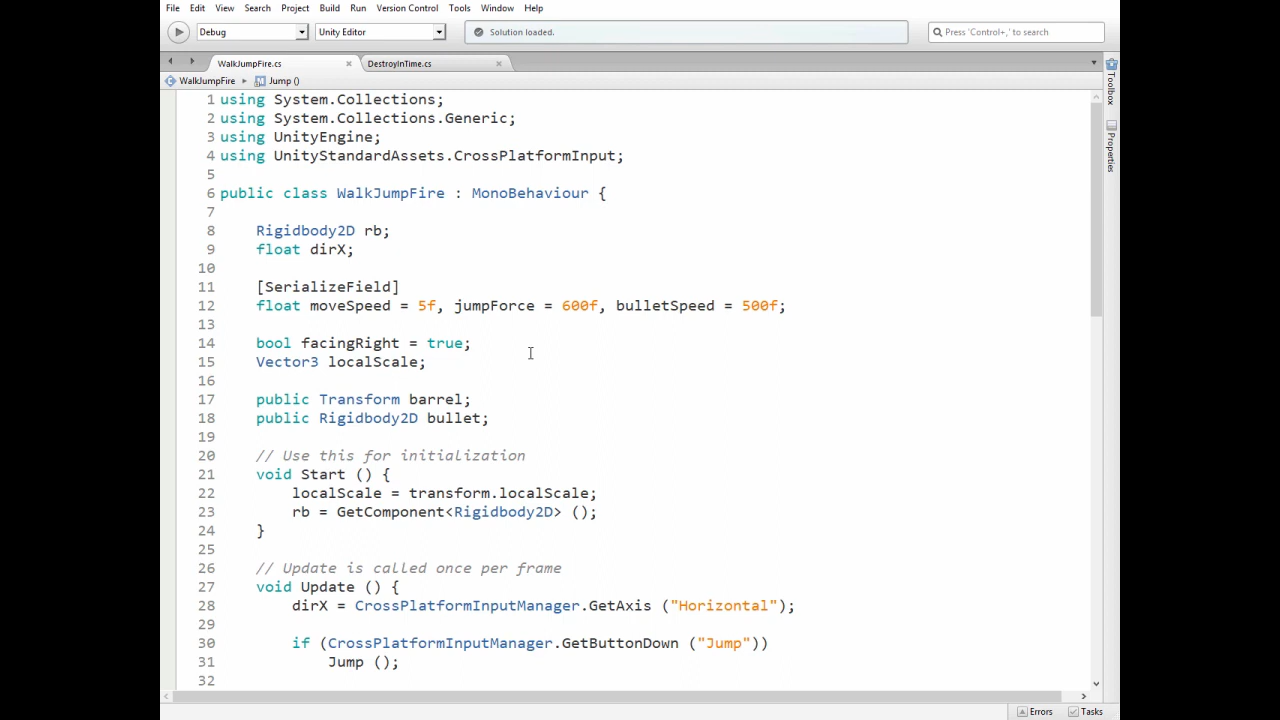 File Edit View Search Project Build Run Version Control Tools Window Help
Debug Unity Editor Solution loaded. Press 'Control+,' to search
WalkJumpFire.cs DestroyInTime.cs
WalkJumpFire Jump ()
Toolbox
Properties
1 using System.Collections;
2 using System.Collections.Generic;
3 using UnityEngine;
4 using UnityStandardAssets.CrossPlatformInput;
5
6 public class WalkJumpFire : MonoBehaviour {
7
8 Rigidbody2D rb;
9 float dirX;
10
11 [SerializeField]
12 float moveSpeed = 5f, jumpForce = 600f, bulletSpeed = 500f;
13
14 bool facingRight = true;
15 Vector3 localScale;
16
17 public Transform barrel;
18 public Rigidbody2D bullet;
19
20 // Use this for initialization
21 void Start () {
22 localScale = transform.localScale;
23 rb = GetComponent<Rigidbody2D> ();
24 }
25
26 // Update is called once per frame
27 void Update () {
28 dirX = CrossPlatformInputManager.GetAxis ("Horizontal");
29
30 if (CrossPlatformInputManager.GetButtonDown ("Jump"))
31 Jump ();
32
Errors Tasks